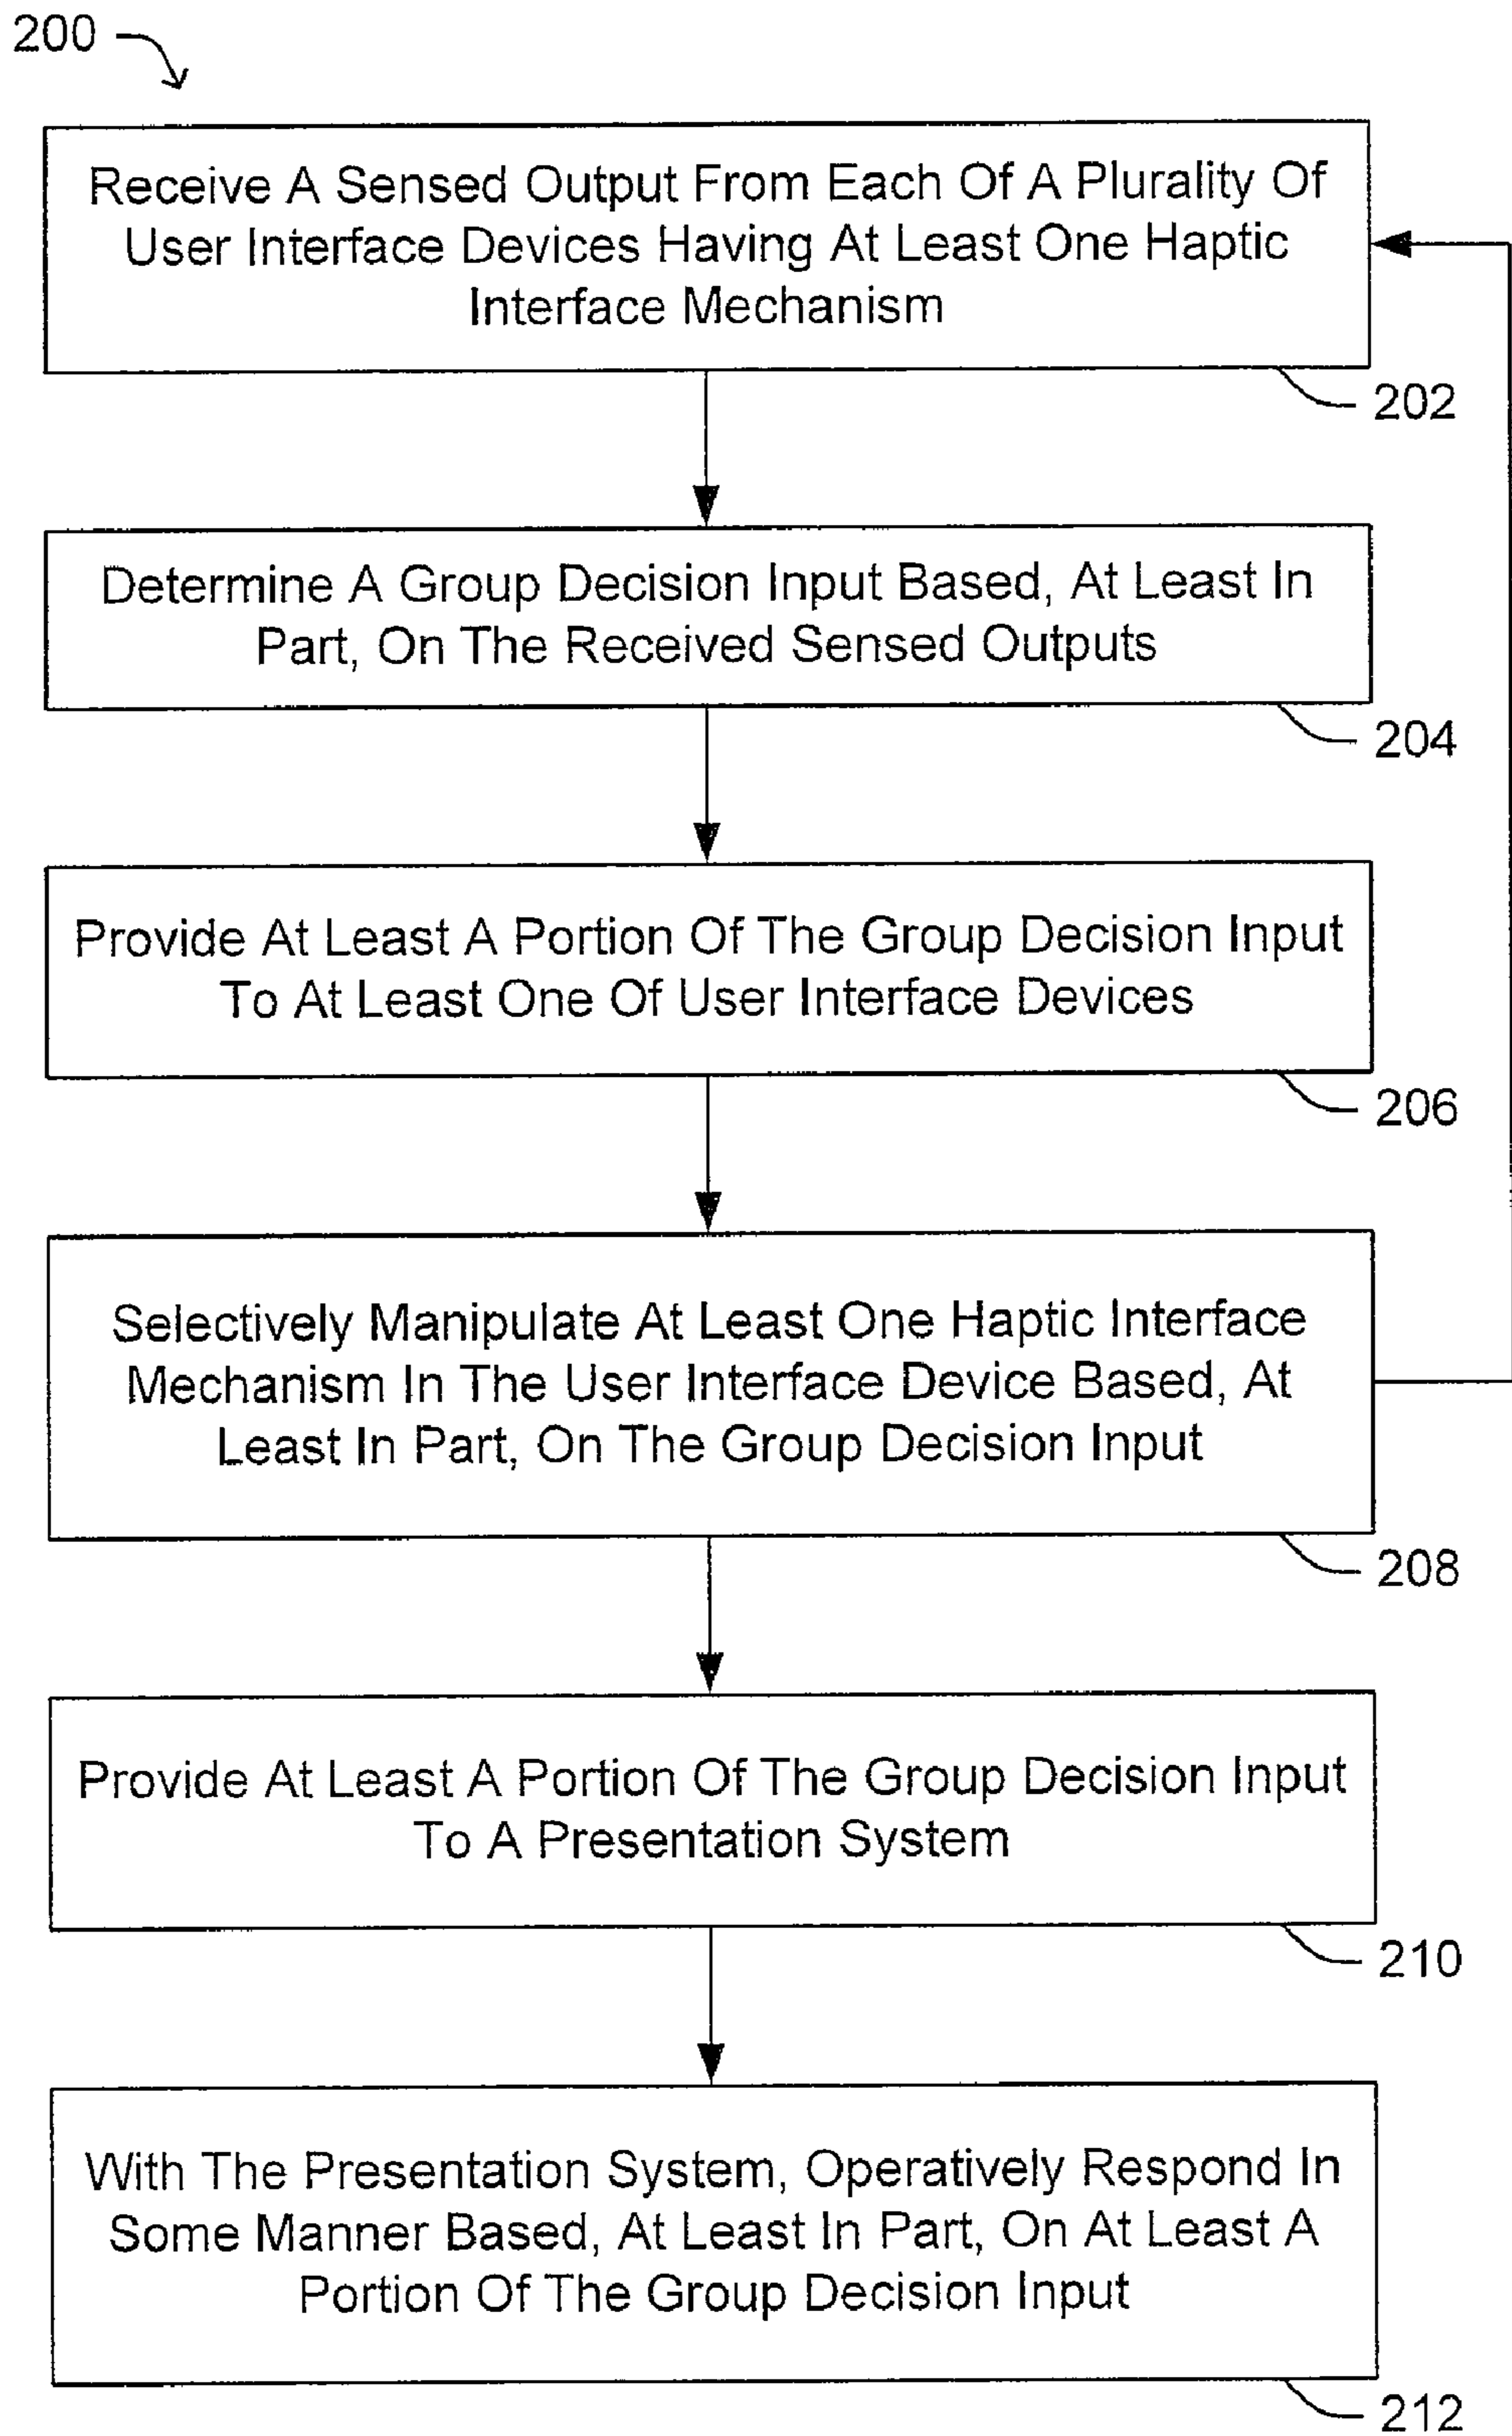 200
Receive A Sensed Output From Each Of A Plurality Of
User Interface Devices Having At Least One Haptic
Interface Mechanism
202
Determine A Group Decision Input Based, At Least In
Part, On The Received Sensed Outputs
204
Provide At Least A Portion Of The Group Decision Input
To At Least One Of User Interface Devices
206
Selectively Manipulate At Least One Haptic Interface
Mechanism In The User Interface Device Based, At
Least In Part, On The Group Decision Input
208
Provide At Least A Portion Of The Group Decision Input
To A Presentation System
210
With The Presentation System, Operatively Respond In
Some Manner Based, At Least In Part, On At Least A
Portion Of The Group Decision Input
212